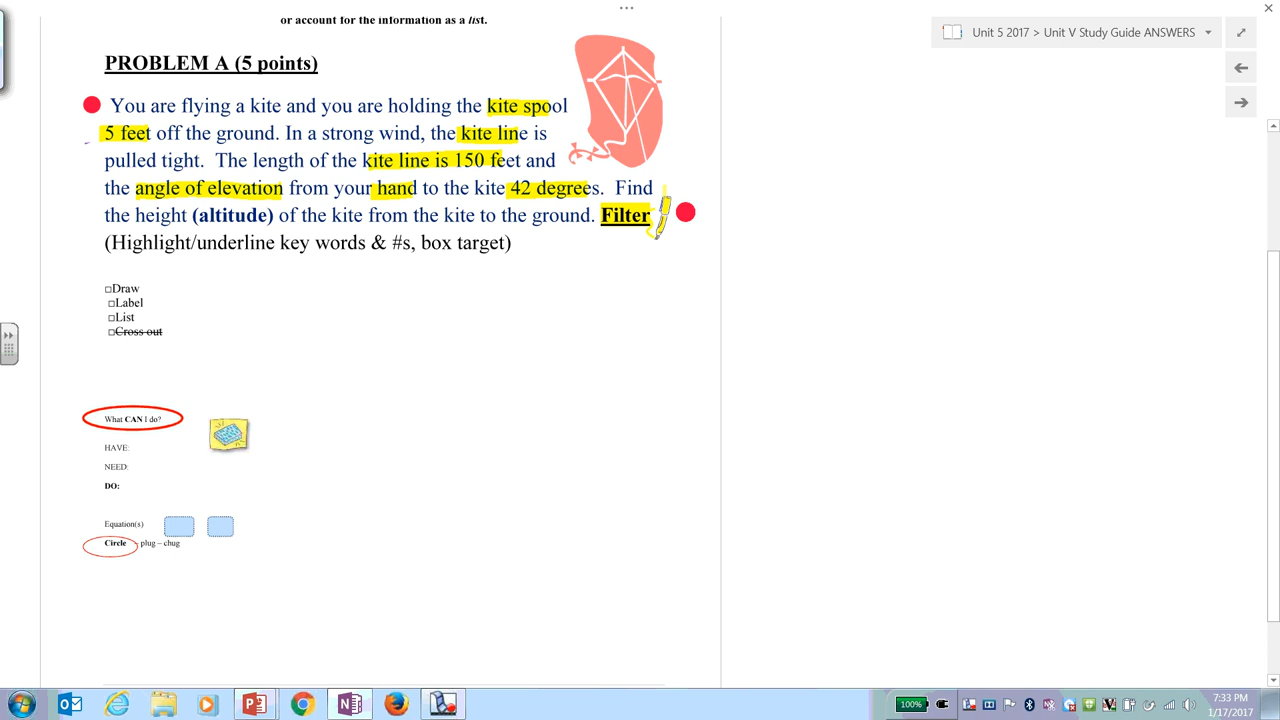 or account for the information as a list.
Unit 5 2017 > Unit V Study Guide ANSWERS
PROBLEM A (5 points)
You are flying a kite and you are holding the kite spool
5 feet off the ground. In a strong wind, the kite line is
pulled tight. The length of the kite line is 150 feet and
the angle of elevation from your hand to the kite 42 degrees. Find
the height (altitude) of the kite from the kite to the ground. Filter
(Highlight/underline key words & #s, box target)
□Draw
□Label
□List
□Cross out
What CAN I do?
HAVE:
NEED:
DO:
Equation(s)
Circle – plug – chug
100%
7:33 PM
1/17/2017